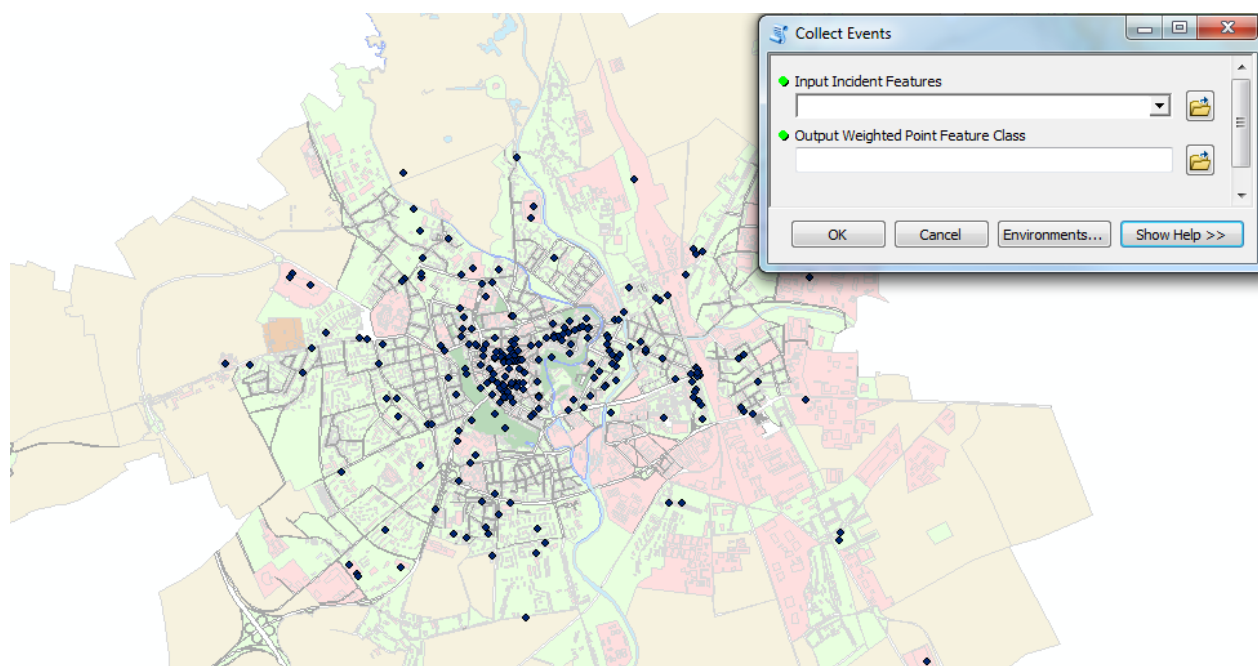 Collect Events
Input Incident Features
Output Weighted Point Feature Class
OK
Cancel
Environments...
Show Help >>